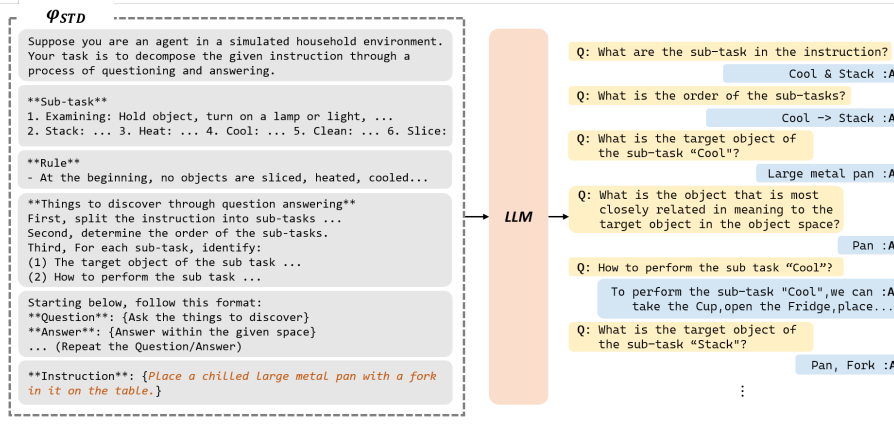 φSTD
Suppose you are an agent in a simulated household environment.
Your task is to decompose the given instruction through a
process of questioning and answering.
**Sub-task**
1. Examining: Hold object, turn on a lamp or light, ...
2. Stack: ... 3. Heat: ... 4. Cool: ... 5. Clean: ... 6. Slice:
**Rule**
- At the beginning, no objects are sliced, heated, cooled...
**Things to discover through question answering**
First, split the instruction into sub-tasks ...
Second, determine the order of the sub-tasks.
Third, For each sub-task, identify:
(1) The target object of the sub task ...
(2) How to perform the sub task ...
Starting below, follow this format:
**Question**: {Ask the things to discover}
**Answer**: {Answer within the given space}
... (Repeat the Question/Answer)
**Instruction**: {Place a chilled large metal pan with a fork
in it on the table.}
LLM
Q: What are the sub-task in the instruction?
Cool & Stack :A
Q: What is the order of the sub-tasks?
Cool -> Stack :A
Q: What is the target object of
the sub-task “Cool"?
Large metal pan :A
Q: What is the object that is most
closely related in meaning to the
target object in the object space?
Pan :A
Q: How to perform the sub task “Cool”?
To perform the sub-task "Cool",we can :A
take the Cup,open the Fridge,place...
Q: What is the target object of
the sub-task “Stack"?
Pan, Fork :A
⋮